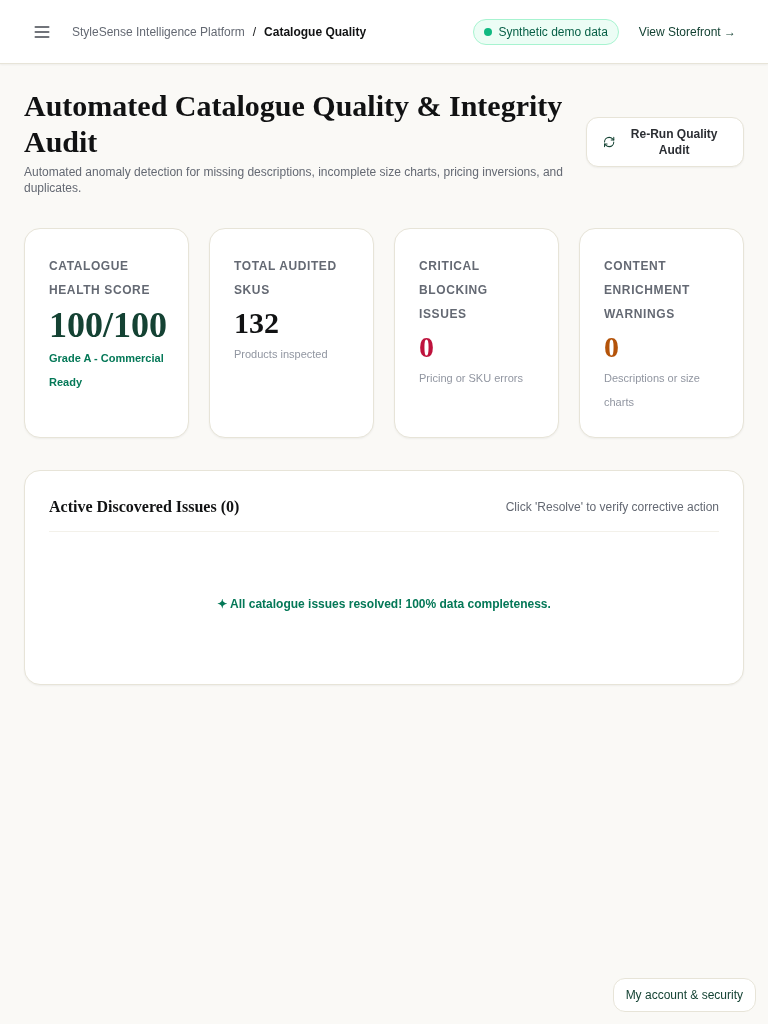 StyleSense Intelligence Platform / Catalogue Quality
Synthetic demo data
View Storefront →
Automated Catalogue Quality & Integrity
Audit
Automated anomaly detection for missing descriptions, incomplete size charts, pricing inversions, and
duplicates.
Re-Run Quality
Audit
CATALOGUE
HEALTH SCORE
100/100
Grade A - Commercial
Ready
TOTAL AUDITED
SKUS
132
Products inspected
CRITICAL
BLOCKING
ISSUES
0
Pricing or SKU errors
CONTENT
ENRICHMENT
WARNINGS
0
Descriptions or size
charts
Active Discovered Issues (0)
Click 'Resolve' to verify corrective action
✦ All catalogue issues resolved! 100% data completeness.
My account & security